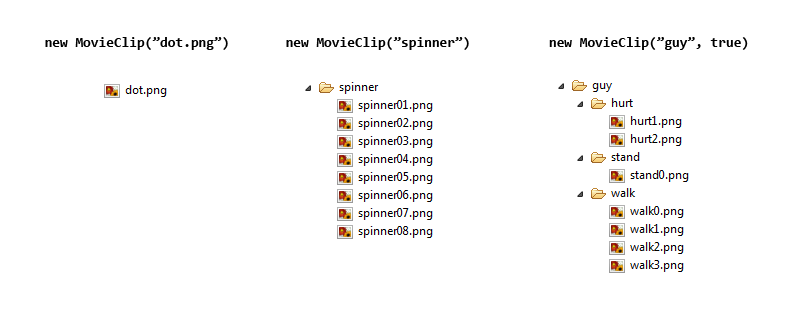 new MovieClip(”dot.png”)
dot.png
new MovieClip(”spinner”)
spinner
spinner01.png
spinner02.png
spinner03.png
spinner04.png
spinner05.png
spinner06.png
spinner07.png
spinner08.png
new MovieClip(”guy”, true)
guy
hurt
hurt1.png
hurt2.png
stand
stand0.png
walk
walk0.png
walk1.png
walk2.png
walk3.png